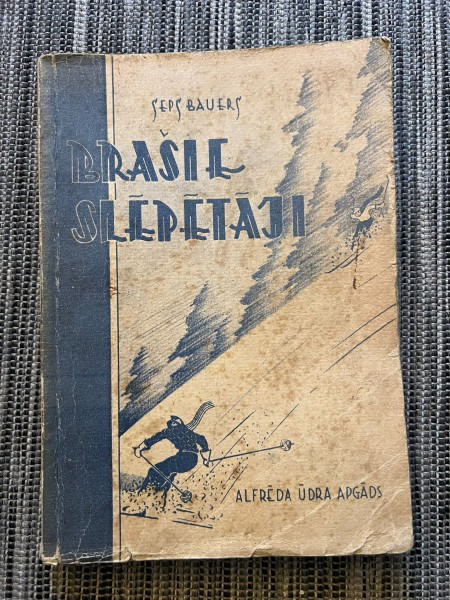 SEPS BAUERS
BRAŠIE
SLĒPĒTĀJI
ALFRĒDA ŪDRA APGĀDS